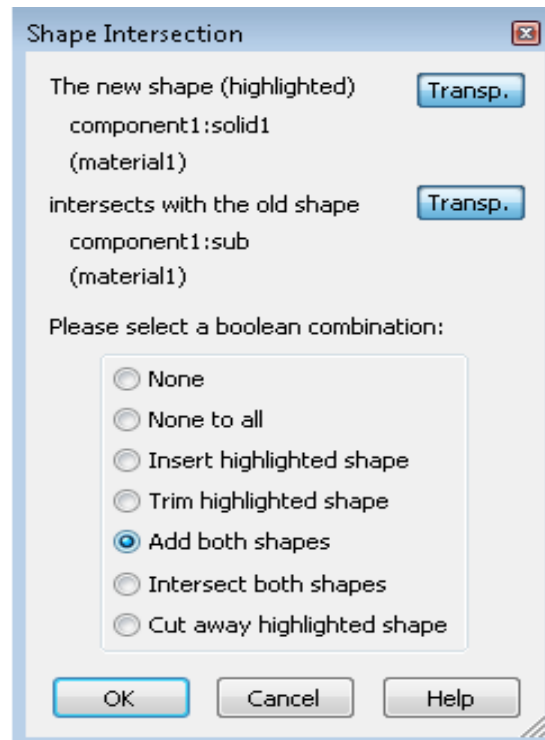 Shape Intersection
The new shape (highlighted) Transp.
component1:solid1
(material1)
intersects with the old shape Transp.
component1:sub
(material1)
Please select a boolean combination:
None
None to all
Insert highlighted shape
Trim highlighted shape
Add both shapes
Intersect both shapes
Cut away highlighted shape
OK Cancel Help